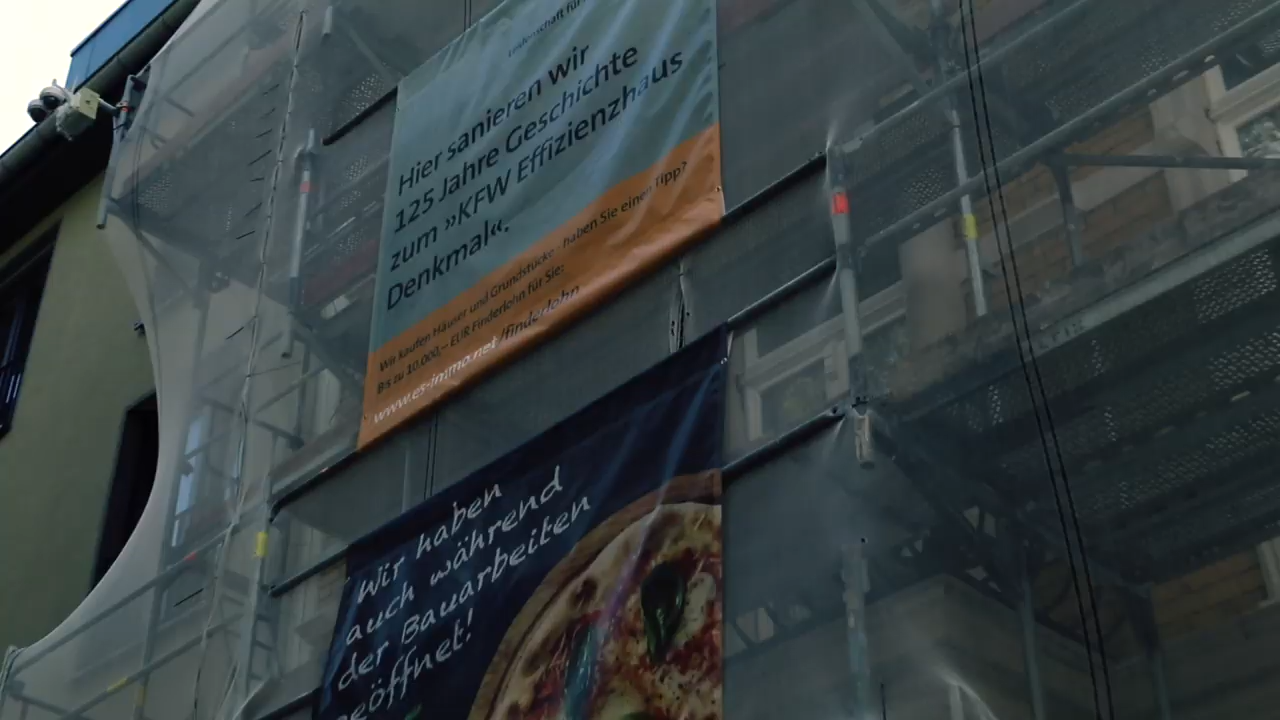 Leidenschaft für
Hier sanieren wir
125 Jahre Geschichte
zum »KFW Effizienzhaus
Denkmal«.
Wir kaufen Häuser und Grundstücke - haben Sie einen Tipp?
Bis zu 10.000,– EUR Finderlohn für Sie:
www.es-immo.net/finderlohn
Wir haben
auch während
der Bauarbeiten
geöffnet!